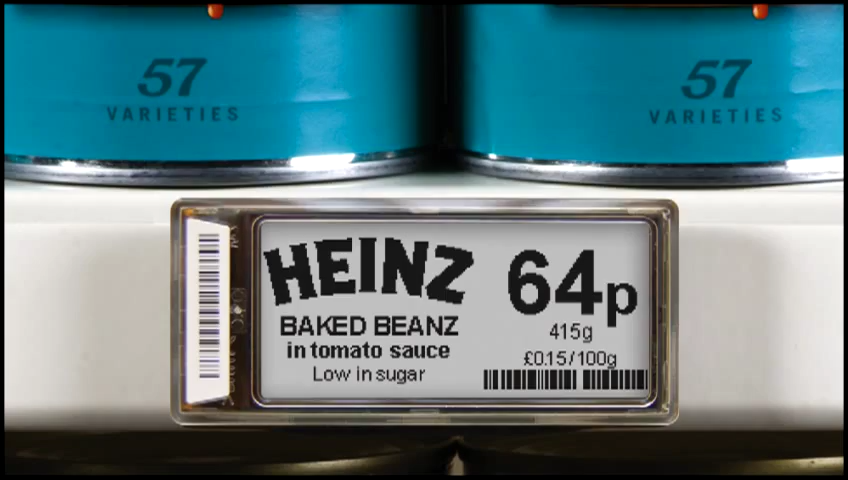 57
VARIETIES
57
VARIETIES
HEINZ
BAKED BEANZ
in tomato sauce
Low in sugar
64p
415g
£0.15/100g